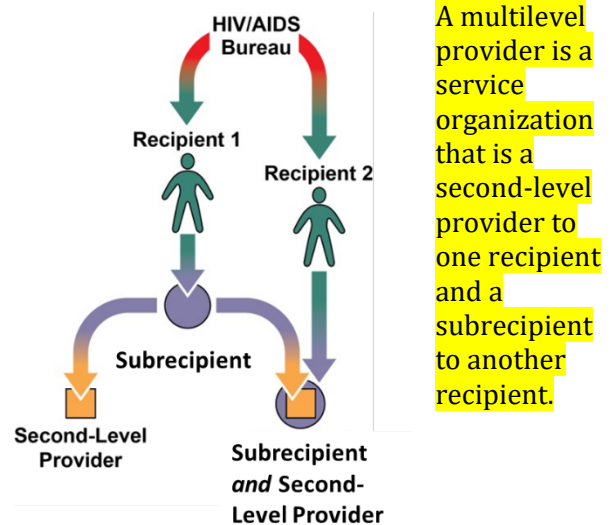 HIV/AIDS
Bureau
Recipient 1
Recipient 2
Subrecipient
Second-Level
Provider
Subrecipient
and Second-
Level Provider
A multilevel
provider is a
service
organization
that is a
second-level
provider to
one recipient
and a
subrecipient
to another
recipient.